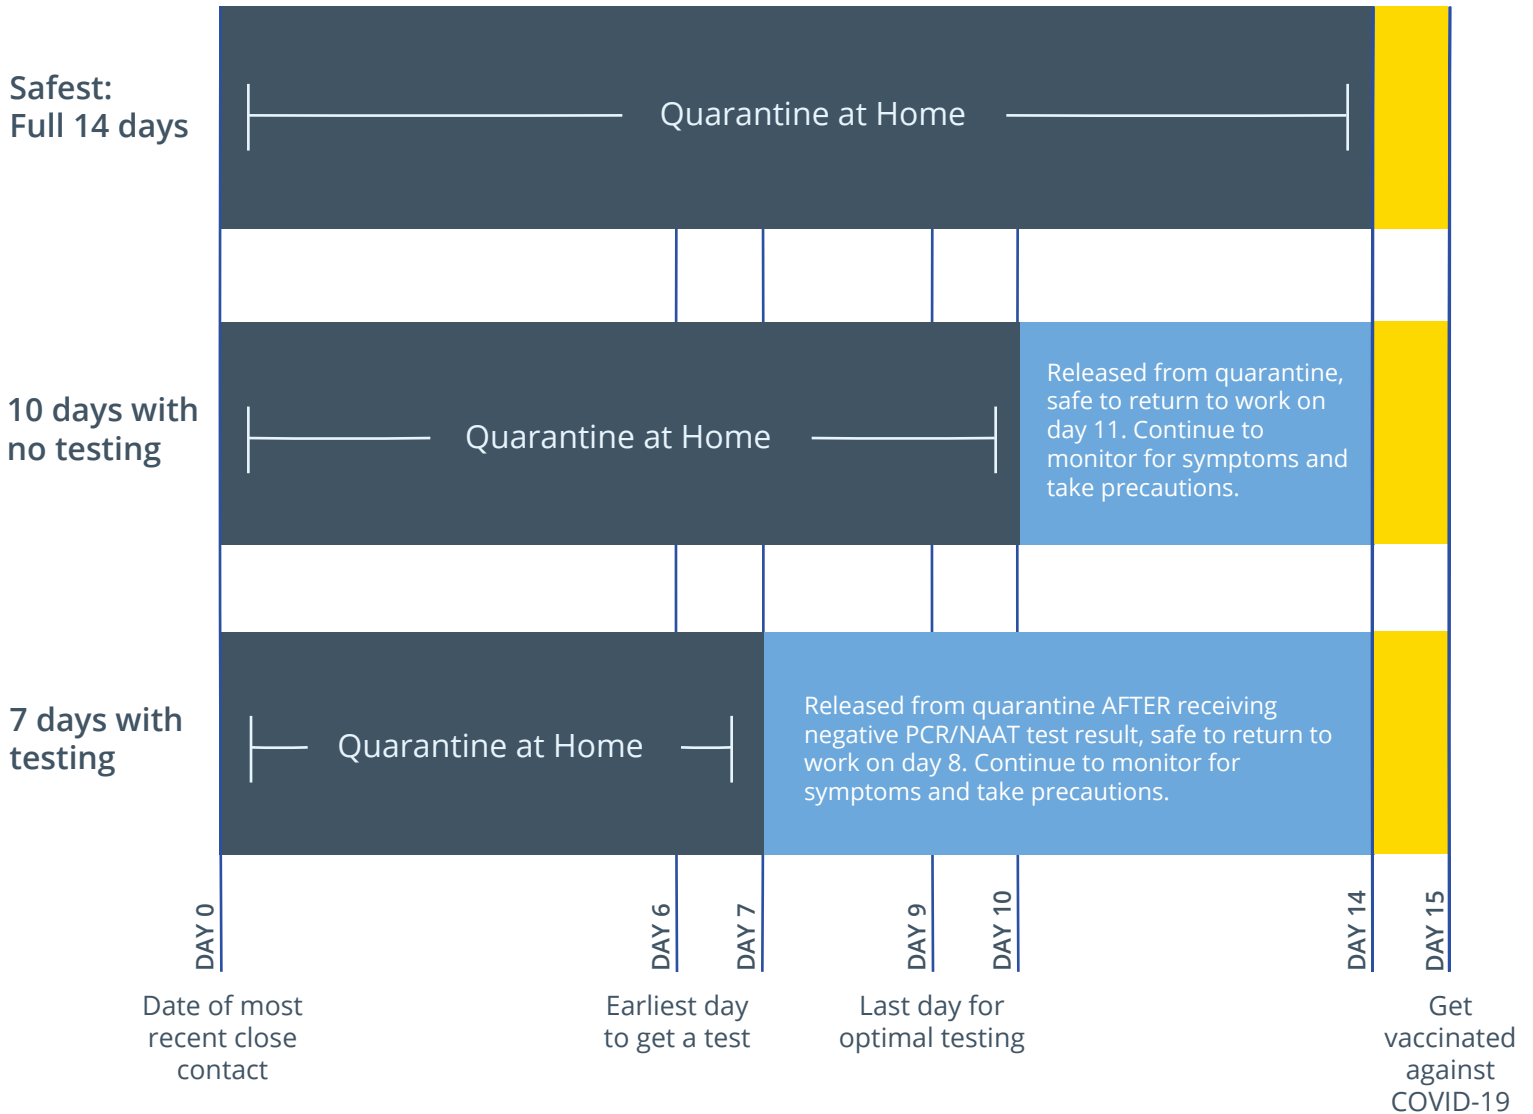 Safest:
Full 14 days
Quarantine at Home
10 days with
no testing
Quarantine at Home
Released from quarantine,
safe to return to work on
day 11. Continue to
monitor for symptoms and
take precautions.
7 days with
testing
Quarantine at Home
Released from quarantine AFTER receiving
negative PCR/NAAT test result, safe to return to
work on day 8. Continue to monitor for
symptoms and take precautions.
DAY 0
DAY 6
DAY 7
DAY 9
DAY 10
DAY 14
DAY 15
Date of most
recent close
contact
Earliest day
to get a test
Last day for
optimal testing
Get
vaccinated
against
COVID-19